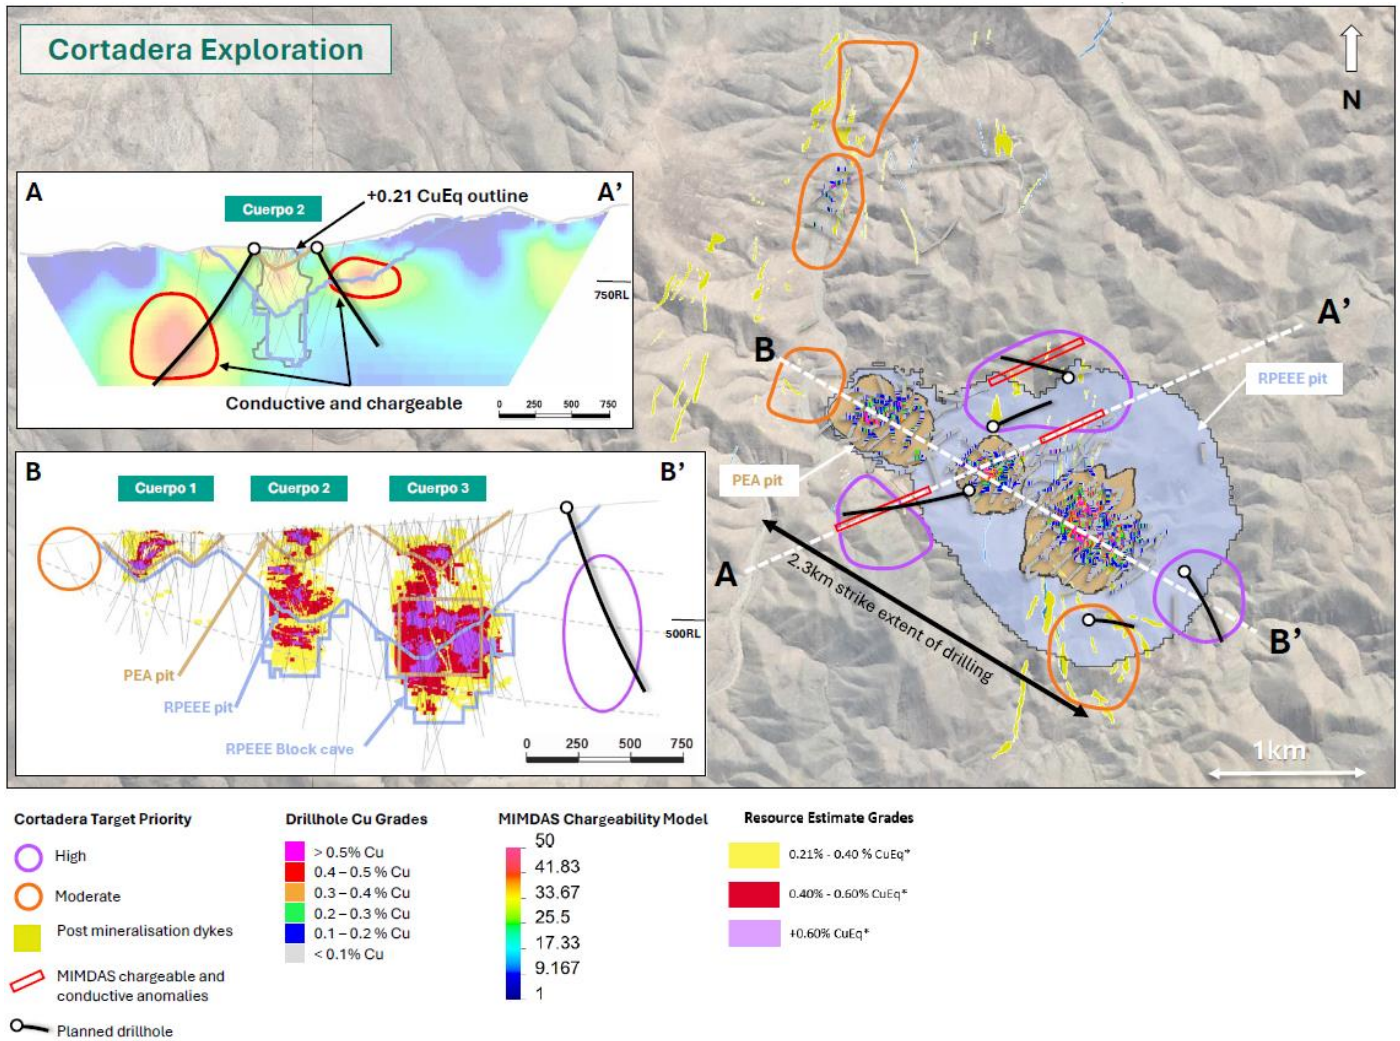 Cortadera Exploration
N
A
A’
Cuerpo 2
+0.21 CuEq outline
750RL
Conductive and chargeable
0 250 500 750
B
B’
Cuerpo 1
Cuerpo 2
Cuerpo 3
500RL
PEA pit
RPEEE pit
RPEEE Block cave
0 250 500 750
A’
B
RPEEE pit
PEA pit
A
2.3km strike extent of drilling
B’
1km
Cortadera Target Priority
High
Moderate
Post mineralisation dykes
MIMDAS chargeable and
conductive anomalies
Planned drillhole
Drillhole Cu Grades
> 0.5% Cu
0.4 – 0.5 % Cu
0.3 – 0.4 % Cu
0.2 – 0.3 % Cu
0.1 – 0.2 % Cu
< 0.1% Cu
MIMDAS Chargeability Model
50
41.83
33.67
25.5
17.33
9.167
1
Resource Estimate Grades
0.21% - 0.40 % CuEq*
0.40% - 0.60% CuEq*
+0.60% CuEq*